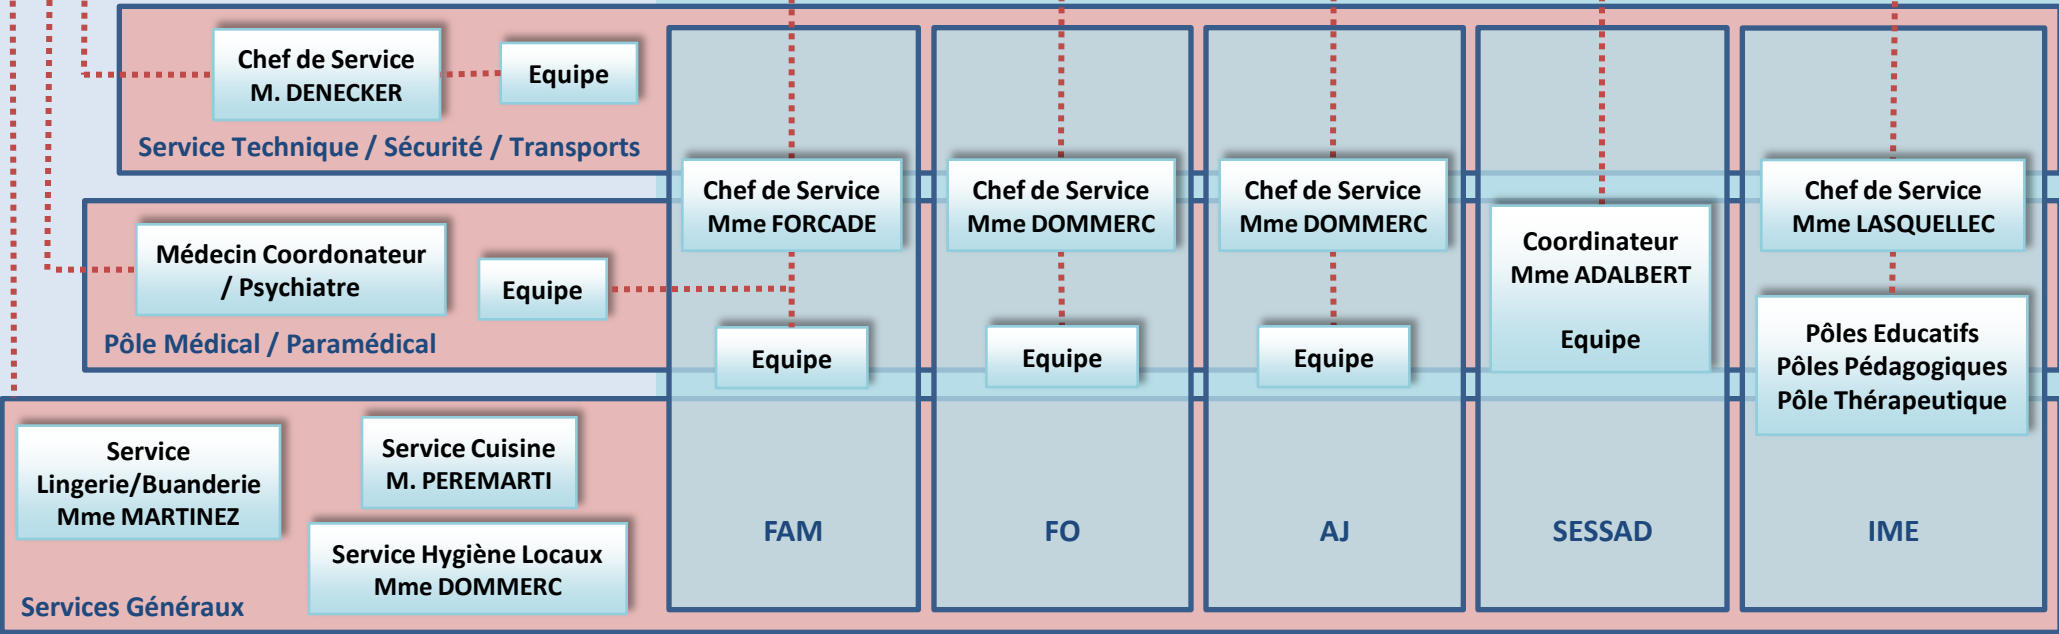 Chef de Service
M. DENECKER
Equipe
Service Technique / Sécurité / Transports
Chef de Service
Mme FORCADE
Chef de Service
Mme DOMMERC
Chef de Service
Mme DOMMERC
Coordinateur
Mme ADALBERT
Equipe
Chef de Service
Mme LASQUELLEC
Médecin Coordonateur
/ Psychiatre
Equipe
Pôle Médical / Paramédical
Equipe
Equipe
Equipe
Pôles Educatifs
Pôles Pédagogiques
Pôle Thérapeutique
Service
Lingerie/Buanderie
Mme MARTINEZ
Service Cuisine
M. PEREMARTI
Service Hygiène Locaux
Mme DOMMERC
Services Généraux
FAM
FO
AJ
SESSAD
IME